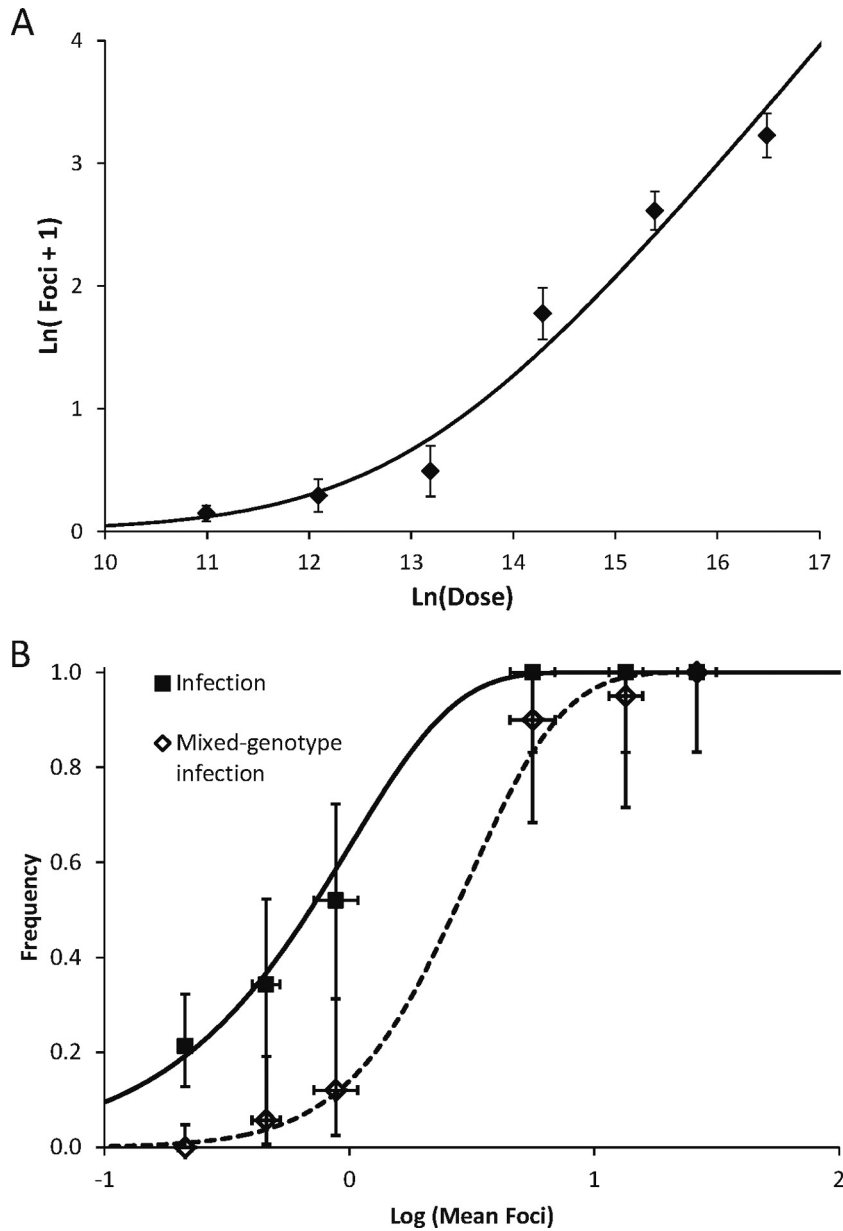 A
4
3
2
1
0
Ln( Foci + 1)
10 11 12 13 14 15 16 17
Ln(Dose)
B
1.0
0.8
0.6
0.4
0.2
0.0
Frequency
Infection
Mixed-genotype
infection
-1 0 1 2
Log (Mean Foci)